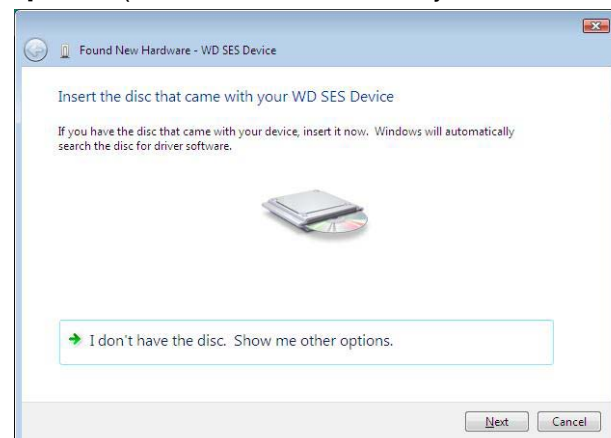 Found New Hardware - WD SES Device
Insert the disc that came with your WD SES Device
If you have the disc that came with your device, insert it now.  Windows will automatically
search the disc for driver software.
I don't have the disc.  Show me other options.
Next Cancel